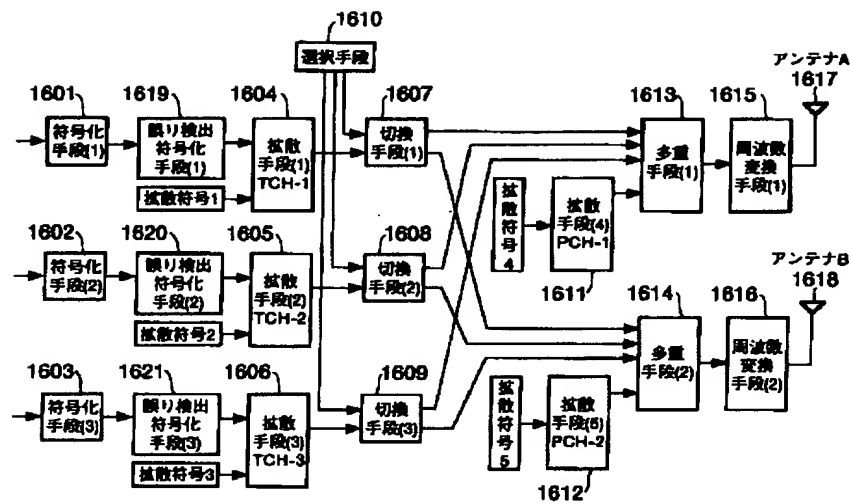 1610
選択手段
アンテナA
1617
1601
1619
1604
1607
1613
1615
符号化
手段(1)
誤り検出
符号化
手段(1)
拡散
手段(1)
TCH-1
切換
手段(1)
多重
手段(1)
周波数
変換
手段(1)
拡散符号1
拡散符号4
拡散
手段(4)
PCH-1
1611
1602
1620
1605
1608
符号化
手段(2)
誤り検出
符号化
手段(2)
拡散
手段(2)
TCH-2
切換
手段(2)
拡散符号2
アンテナB
1618
1614
1616
多重
手段(2)
周波数
変換
手段(2)
1603
1621
1606
1609
符号化
手段(3)
誤り検出
符号化
手段(3)
拡散
手段(3)
TCH-3
切換
手段(3)
拡散符号3
拡散符号5
拡散
手段(5)
PCH-2
1612